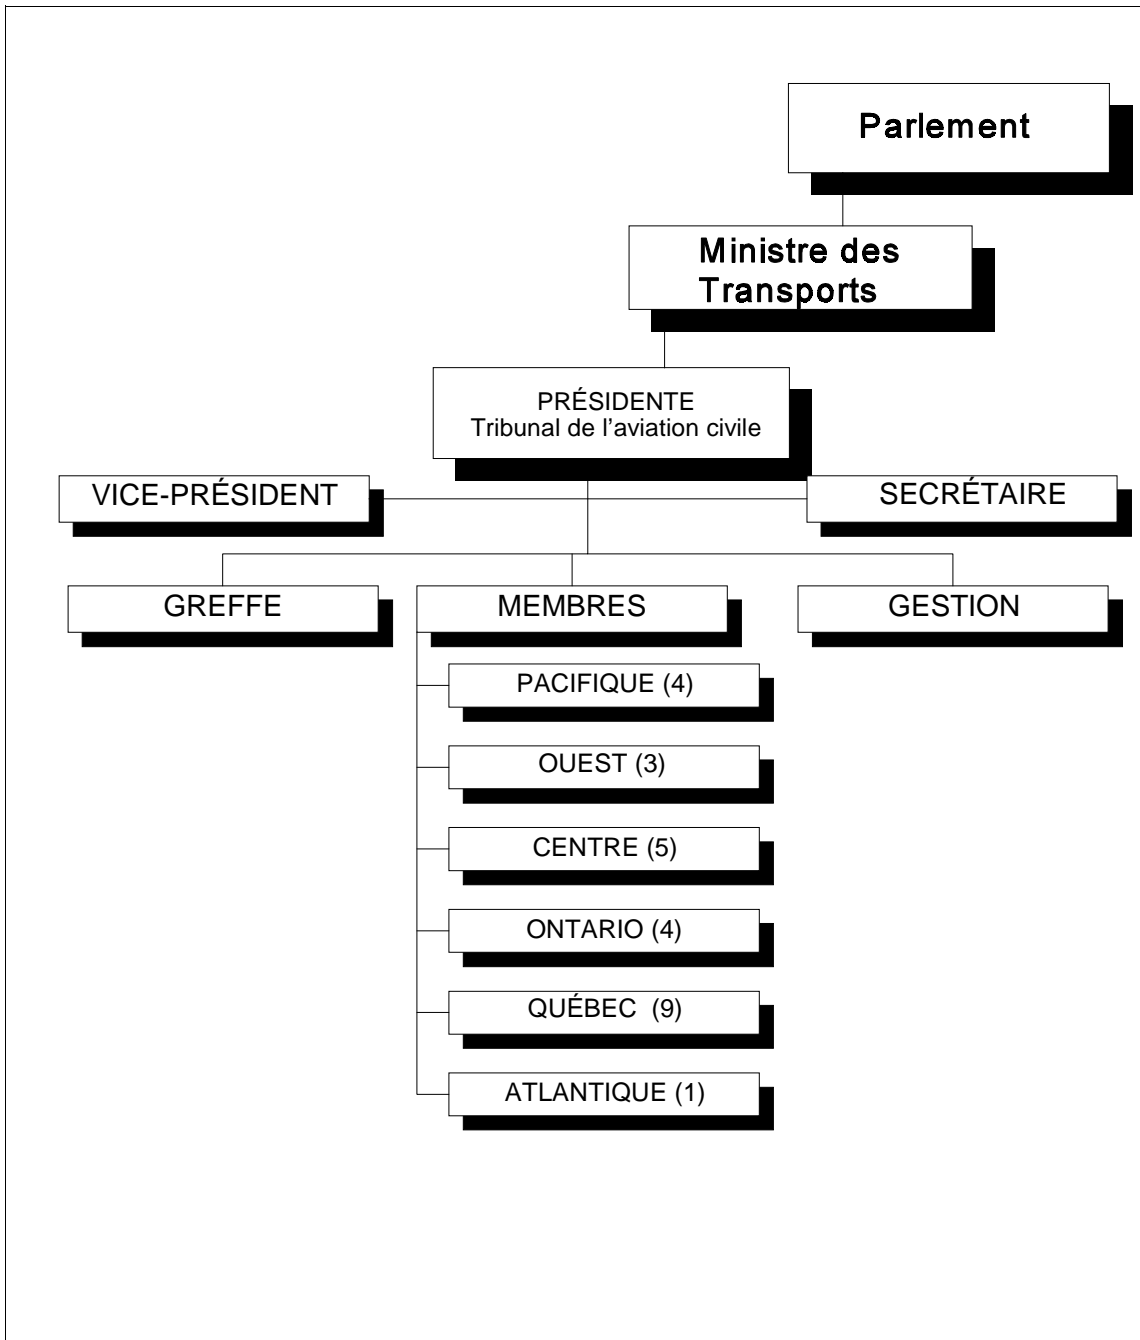 Parlement
Ministre des
Transports
PRÉSIDENTE
Tribunal de l'aviation civile
VICE-PRÉSIDENT
SECRÉTAIRE
GREFFE
MEMBRES
GESTION
PACIFIQUE (4)
OUEST (3)
CENTRE (5)
ONTARIO (4)
QUÉBEC (9)
ATLANTIQUE (1)